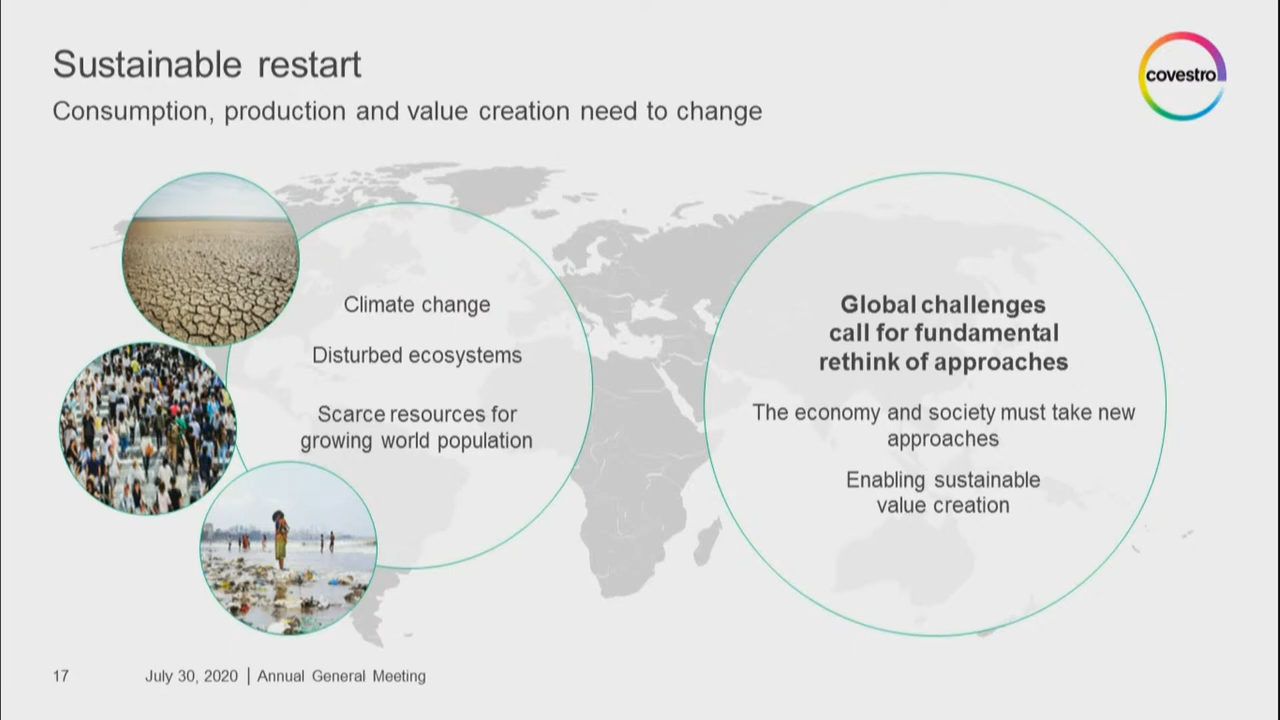 Sustainable restart
covestro
Consumption, production and value creation need to change
Climate change
Disturbed ecosystems
Scarce resources for
growing world population
Global challenges
call for fundamental
rethink of approaches
The economy and society must take new
approaches
Enabling sustainable
value creation
17 July 30, 2020 | Annual General Meeting